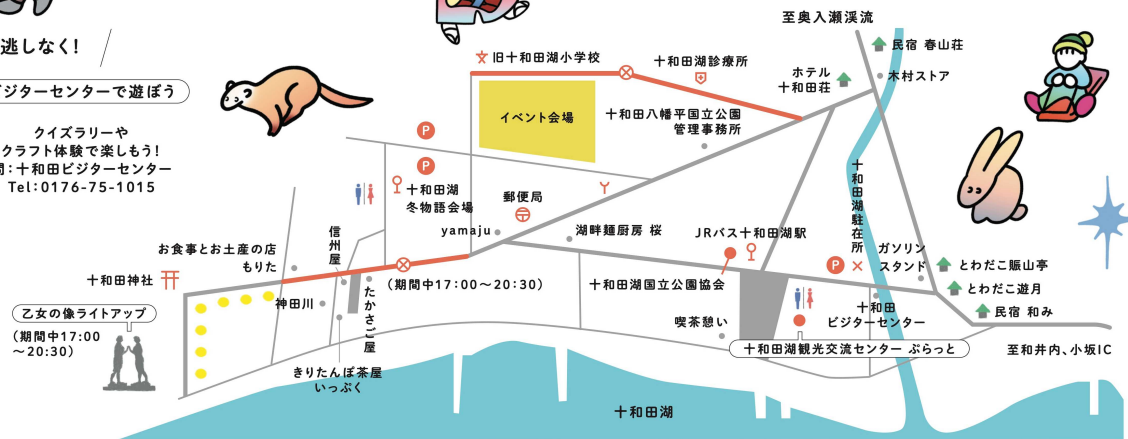 逃しなく!
ビジターセンターで遊ぼう
クイズラリーや
クラフト体験で楽しもう!
問:十和田ビジターセンター
Tel:0176-75-1015
至奥入瀬渓流
民宿 春山荘
木村ストア
ホテル
十和田荘
旧十和田湖小学校
十和田湖診療所
イベント会場
十和田八幡平国立公園
管理事務所
P
P
十和田湖
冬物語会場
郵便局
yamaju
湖畔麺厨房 桜
JRバス十和田湖駅
十和田湖駐在所
P
ガソリン
スタンド
とわだこ賑山亭
とわだこ遊月
民宿 和み
お食事とお土産の店
もりた
信州屋
十和田神社
神田川
たかさご屋
(期間中17:00〜20:30)
十和田湖国立公園協会
十和田
ビジターセンター
喫茶憩い
十和田湖観光交流センター ぷらっと
至和井内、小坂IC
乙女の像ライトアップ
(期間中17:00
〜20:30)
きりたんぽ茶屋
いっぷく
十和田湖